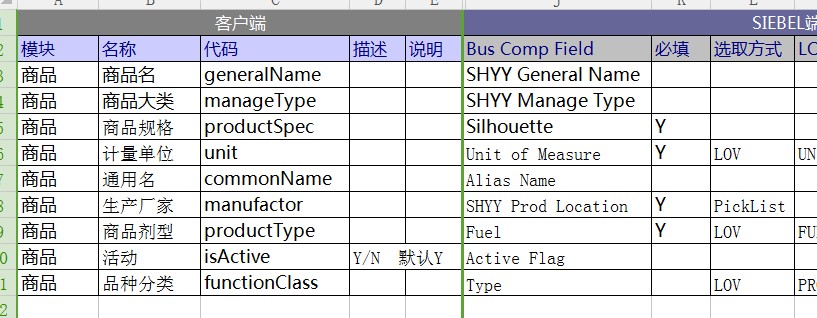 A B C D E J K L
1 客户端 SIEBEL端
2 模块 名称 代码 描述 说明 Bus Comp Field 必填 选取方式 LO
3 商品 商品名 generalName SHYY General Name
4 商品 商品大类 manageType SHYY Manage Type
5 商品 商品规格 productSpec Silhouette Y
6 商品 计量单位 unit Unit of Measure Y LOV UN
7 商品 通用名 commonName Alias Name
8 商品 生产厂家 manufactor SHYY Prod Location Y PickList
9 商品 商品剂型 productType Fuel Y LOV FU
0 商品 活动 isActive Y/N 默认Y Active Flag
1 商品 品种分类 functionClass Type LOV PRO
2